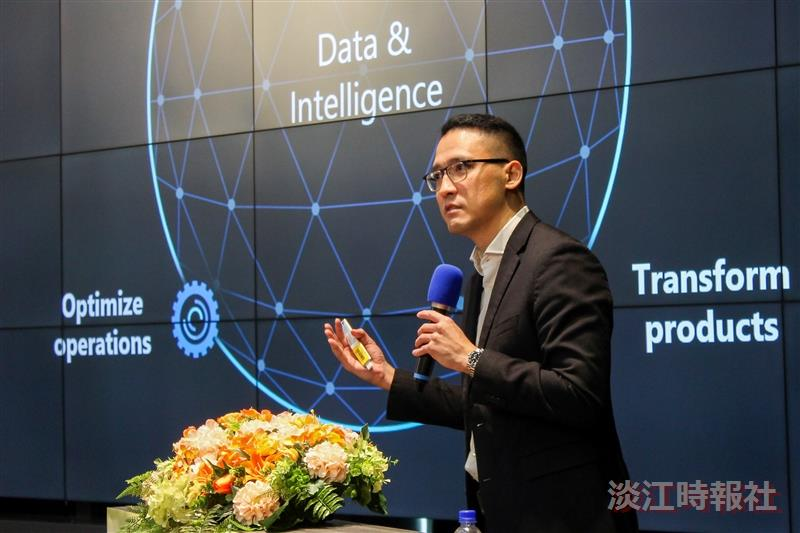 Data &
Intelligence
Optimize
operations
Transform
products
淡江時報社